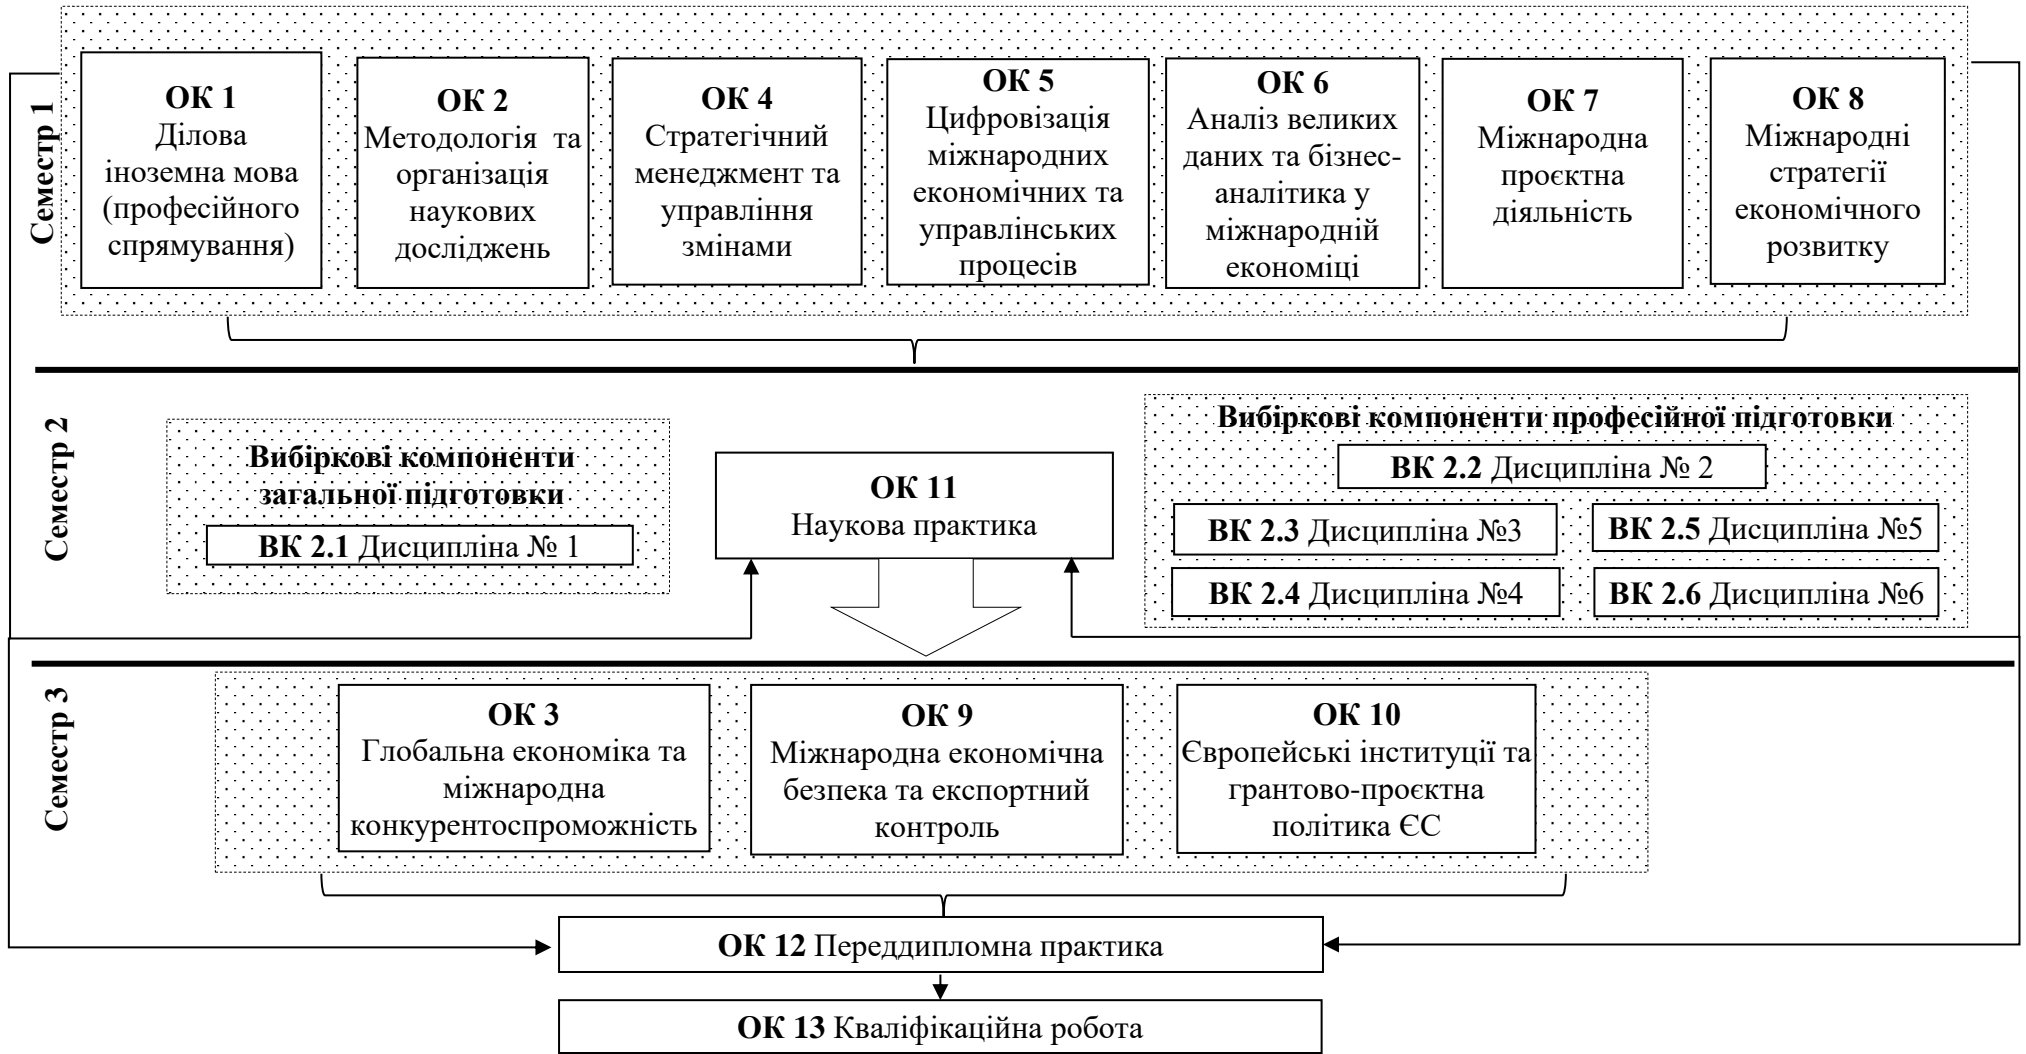 Семестр 1
ОК 1
Ділова
іноземна мова
(професійного
спрямування)
ОК 2
Методологія та
організація
наукових
досліджень
ОК 4
Стратегічний
менеджмент та
управління
змінами
ОК 5
Цифровізація
міжнародних
економічних та
управлінських
процесів
ОК 6
Аналіз великих
даних та бізнес-
аналітика у
міжнародній
економіці
ОК 7
Міжнародна
проєктна
діяльність
ОК 8
Міжнародні
стратегії
економічного
розвитку
Семестр 2
Вибіркові компоненти
загальної підготовки
ВК 2.1 Дисципліна № 1
ОК 11
Наукова практика
Вибіркові компоненти професійної підготовки
ВК 2.2 Дисципліна № 2
ВК 2.3 Дисципліна №3
ВК 2.5 Дисципліна №5
ВК 2.4 Дисципліна №4
ВК 2.6 Дисципліна №6
Семестр 3
ОК 3
Глобальна економіка та
міжнародна
конкурентоспроможність
ОК 9
Міжнародна економічна
безпека та експортний
контроль
ОК 10
Європейські інституції та
грантово-проєктна
політика ЄС
ОК 12 Переддипломна практика
ОК 13 Кваліфікаційна робота